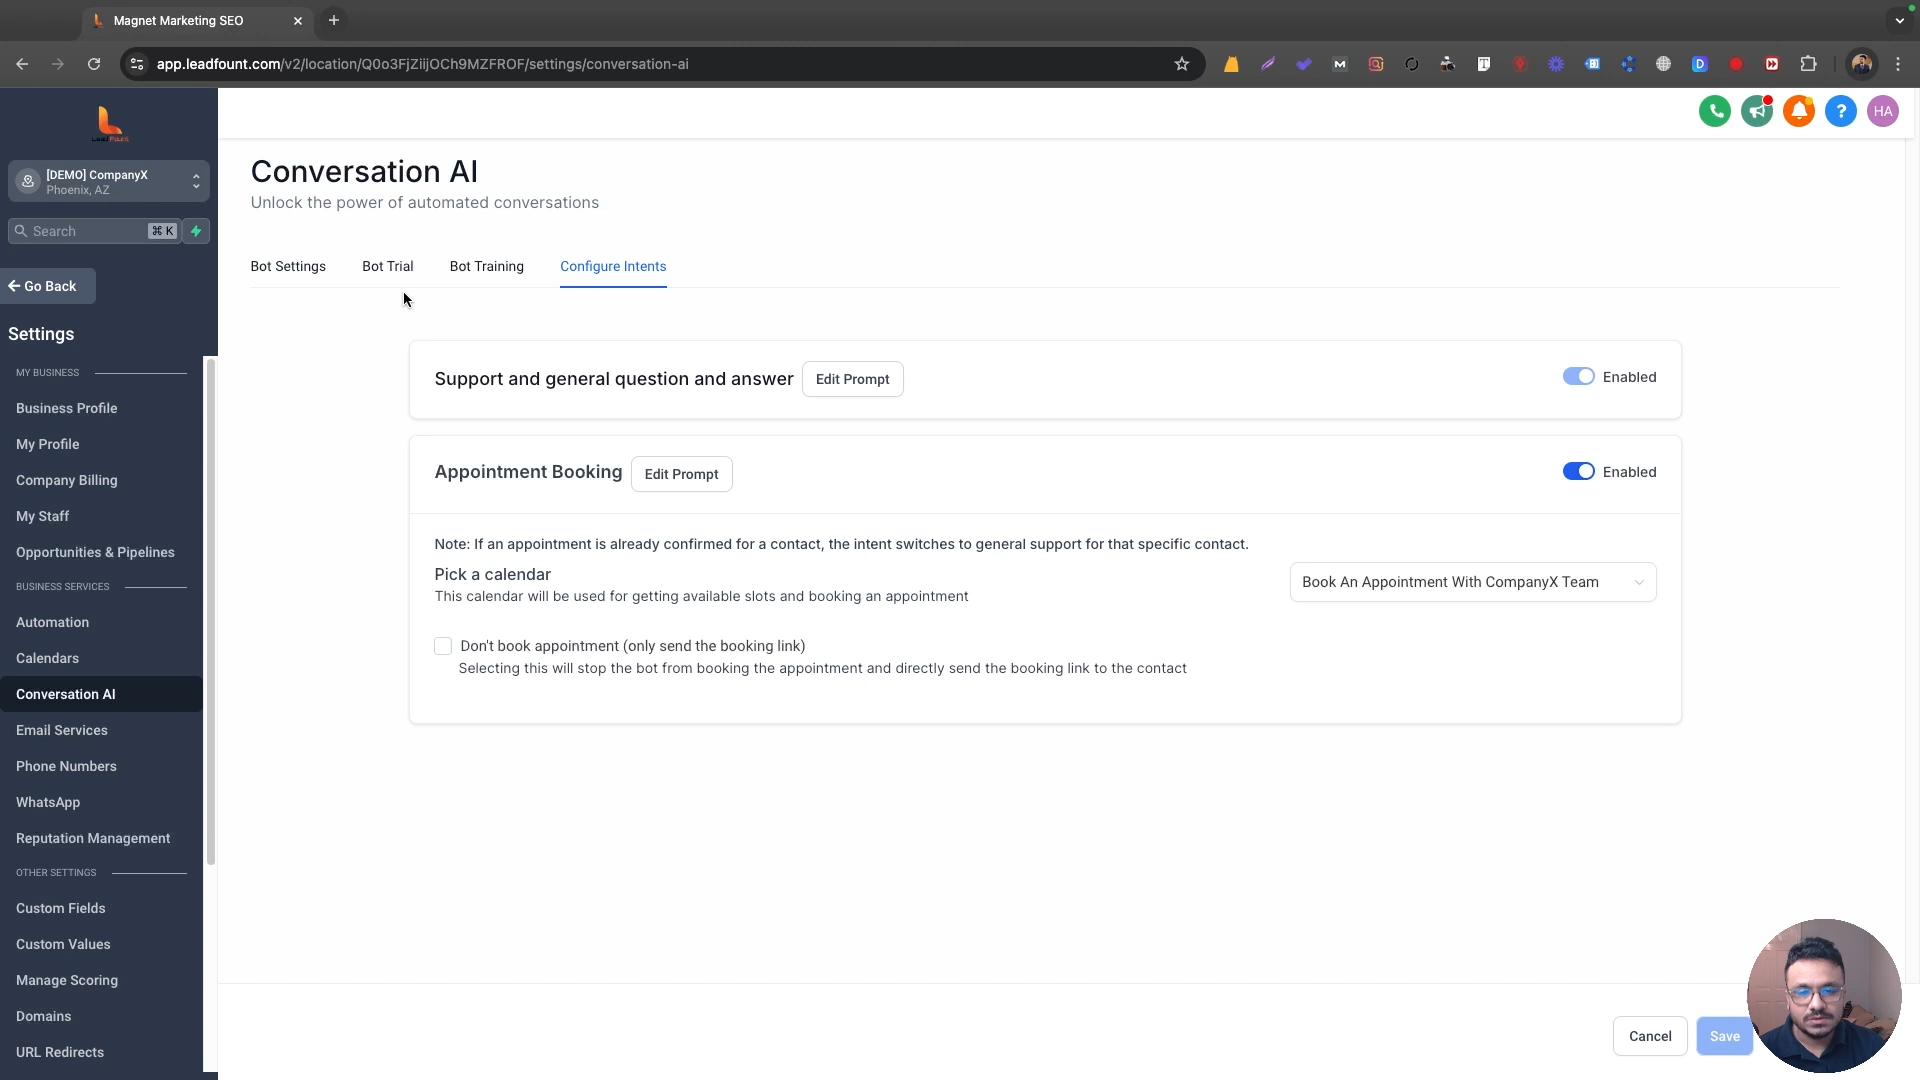 Magnet Marketing SEO
app.leadfount.com/v2/location/Q0o3FjZiijOCh9MZFROF/settings/conversation-ai
HA
[DEMO] CompanyX
Phoenix, AZ
Search
⌘ K
Go Back
Settings
MY BUSINESS
Business Profile
My Profile
Company Billing
My Staff
Opportunities & Pipelines
BUSINESS SERVICES
Automation
Calendars
Conversation AI
Email Services
Phone Numbers
WhatsApp
Reputation Management
OTHER SETTINGS
Custom Fields
Custom Values
Manage Scoring
Domains
URL Redirects
Conversation AI
Unlock the power of automated conversations
Bot Settings
Bot Trial
Bot Training
Configure Intents
Support and general question and answer
Edit Prompt
Enabled
Appointment Booking
Edit Prompt
Enabled
Note: If an appointment is already confirmed for a contact, the intent switches to general support for that specific contact.
Pick a calendar
This calendar will be used for getting available slots and booking an appointment
Book An Appointment With CompanyX Team
Don't book appointment (only send the booking link)
Selecting this will stop the bot from booking the appointment and directly send the booking link to the contact
Cancel
Save